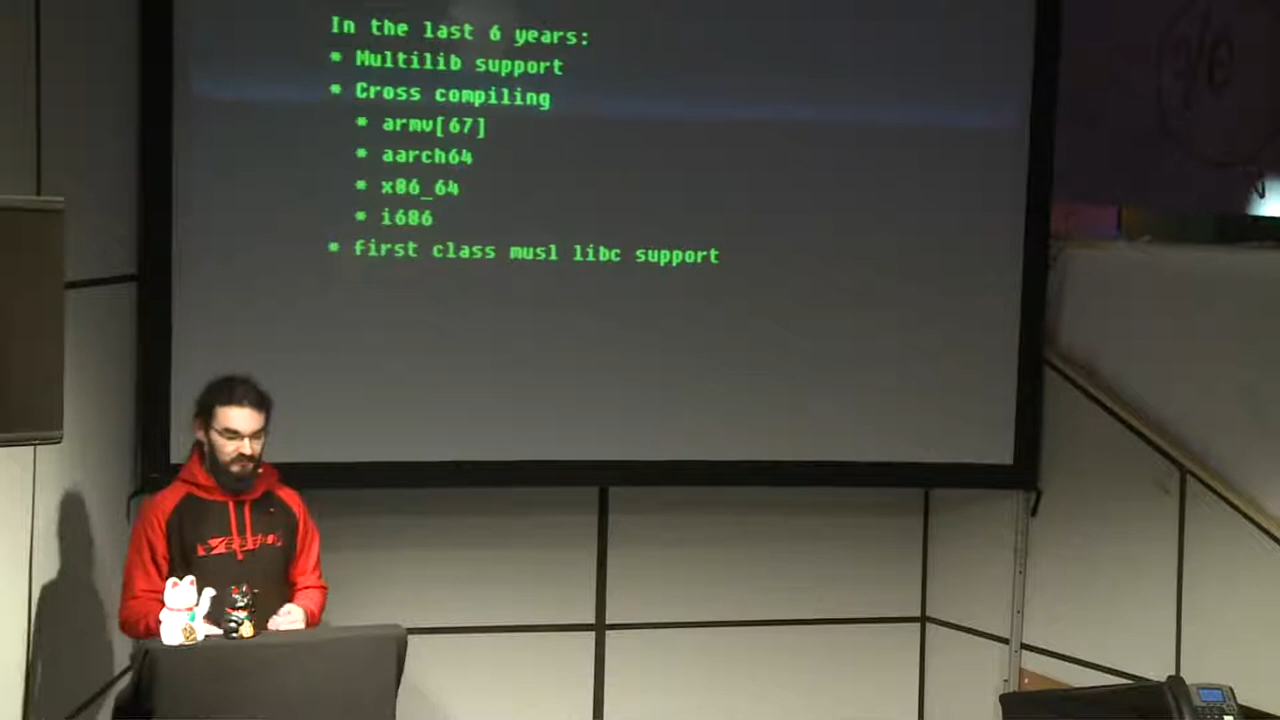 In the last 6 years:
* Multilib support
* Cross compiling
* armv[67]
* aarch64
* x86_64
* i686
* first class musl libc support